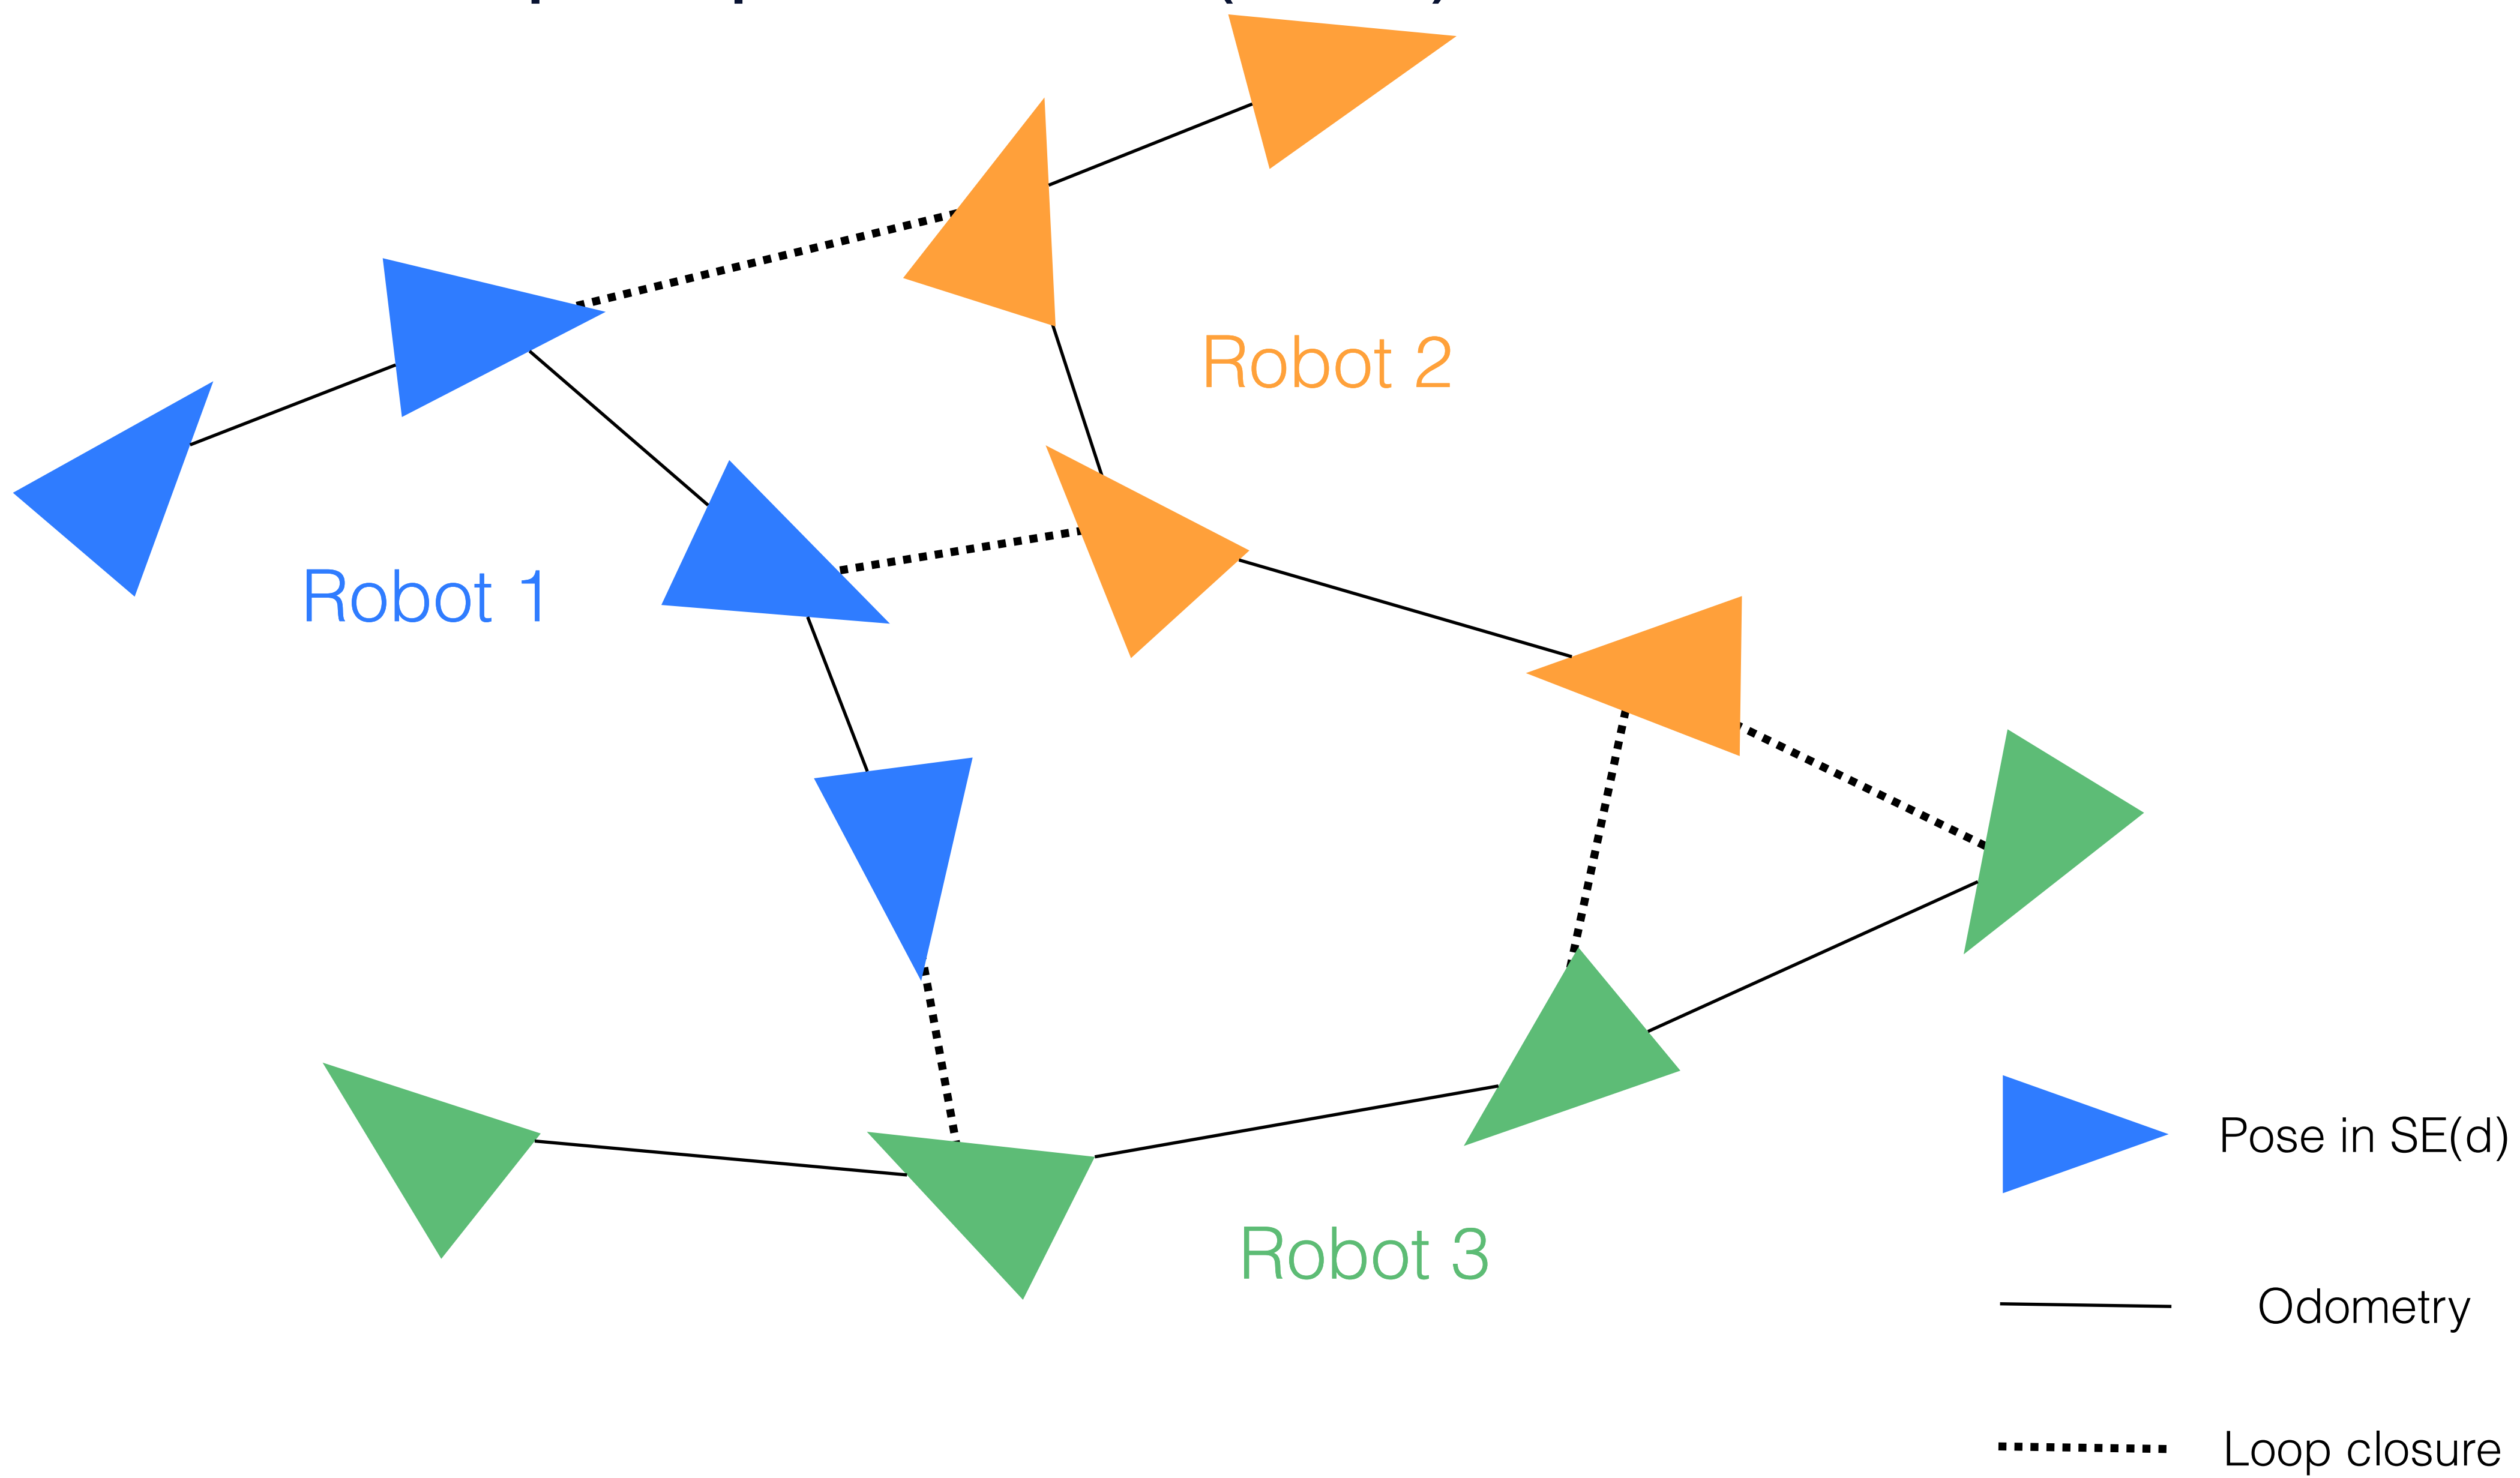 Robot 2
Robot 1
Robot 3
Pose in SE(d)
Odometry
Loop closure